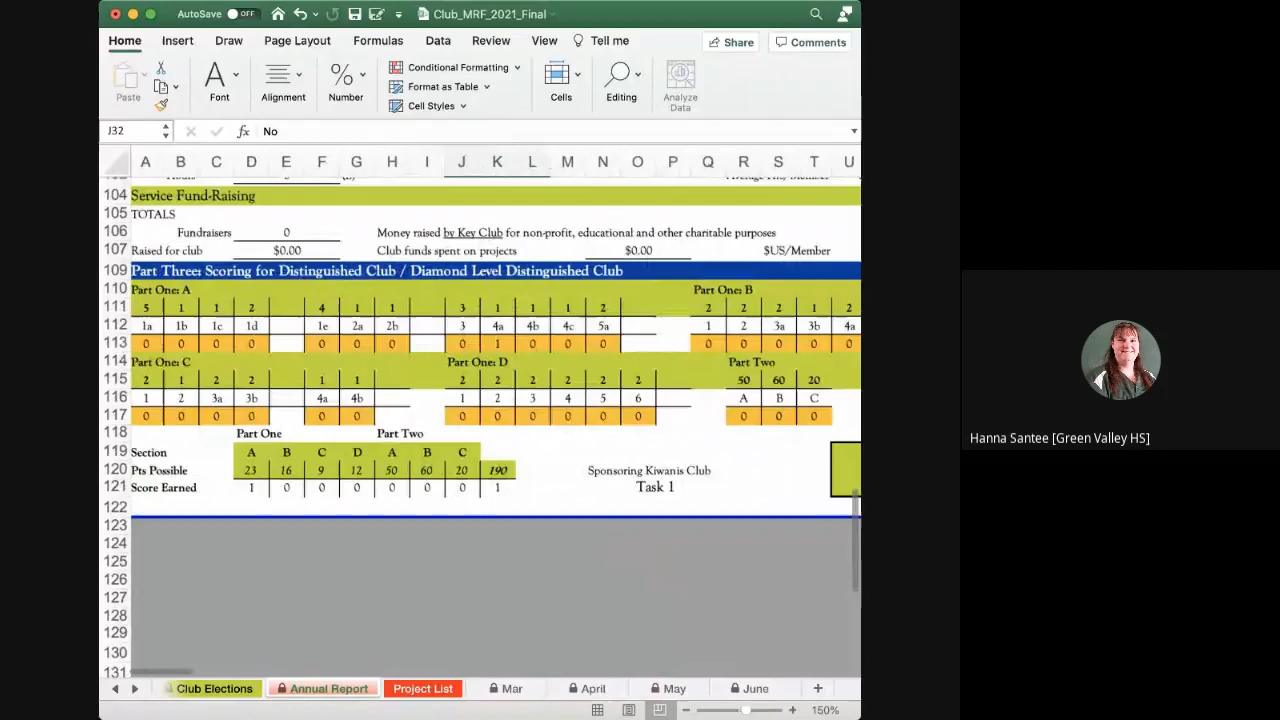 AutoSave OFF Club_MRF_2021_Final
Home Insert Draw Page Layout Formulas Data Review View Tell me Share Comments
Conditional Formatting
Format as Table
Cell Styles
Paste Font Alignment Number Cells Editing Analyze Data
J32 fx No
A B C D E F G H I J K L M N O P Q R S T U
104 Service Fund-Raising
105 TOTALS
106 Fundraisers 0 Money raised by Key Club for non-profit, educational and other charitable purposes
107 Raised for club $0.00 Club funds spent on projects $0.00 $US/Member
109 Part Three: Scoring for Distinguished Club / Diamond Level Distinguished Club
110 Part One: A Part One: B
111 5 1 1 2 4 1 1 3 1 1 1 2 2 2 2 1 2
112 1a 1b 1c 1d 1e 2a 2b 3 4a 4b 4c 5a 1 2 3a 3b 4a
113 0 0 0 0 0 0 0 0 1 0 0 0 0 0 0 0 0
114 Part One: C Part One: D Part Two
115 2 1 2 2 1 1 2 2 2 2 2 2 50 60 20
116 1 2 3a 3b 4a 4b 1 2 3 4 5 6 A B C
117 0 0 0 0 0 0 0 0 0 0 0 0 0 0 0
118 Part One Part Two
119 Section A B C D A B C
120 Pts Possible 23 16 9 12 50 60 20 190 Sponsoring Kiwanis Club
121 Score Earned 1 0 0 0 0 0 0 1 Task 1
122
123
124
125
126
127
128
129
130
131
Club Elections Annual Report Project List Mar April May June +
150%
Hanna Santee [Green Valley HS]